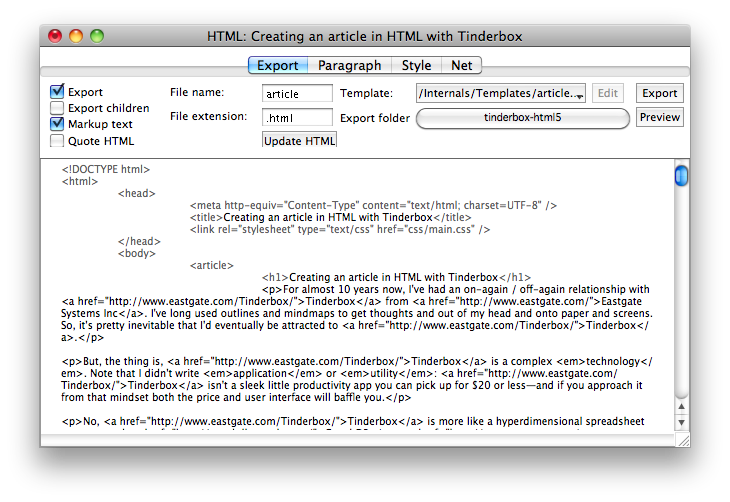 HTML: Creating an article in HTML with Tinderbox
Export Paragraph Style Net
Export File name: article Template: /Internals/Templates/article... Edit Export
Export children
Markup text File extension: .html Export folder tinderbox-html5 Preview
Quote HTML Update HTML
<!DOCTYPE html>
<html>
<head>
<meta http-equiv="Content-Type" content="text/html; charset=UTF-8" />
<title>Creating an article in HTML with Tinderbox</title>
<link rel="stylesheet" type="text/css" href="css/main.css" />
</head>
<body>
<article>
<h1>Creating an article in HTML with Tinderbox</h1>
<p>For almost 10 years now, I've had an on-again / off-again relationship with
<a href="http://www.eastgate.com/Tinderbox/">Tinderbox</a> from <a href="http://www.eastgate.com/">Eastgate
Systems Inc</a>. I've long used outlines and mindmaps to get thoughts and out of my head and onto paper and screens.
So, it's pretty inevitable that I'd eventually be attracted to <a href="http://www.eastgate.com/Tinderbox/">Tinderbox</
a>.</p>
<p>But, the thing is, <a href="http://www.eastgate.com/Tinderbox/">Tinderbox</a> is a complex <em>technology</
em>. Note that I didn't write <em>application</em> or <em>utility</em>: <a href="http://www.eastgate.com/
Tinderbox/">Tinderbox</a> isn't a sleek little productivity app you can pick up for $20 or less—and if you approach it
from that mindset both the price and user interface will baffle you.</p>
<p>No, <a href="http://www.eastgate.com/Tinderbox/">Tinderbox</a> is more like a hyperdimensional spreadsheet